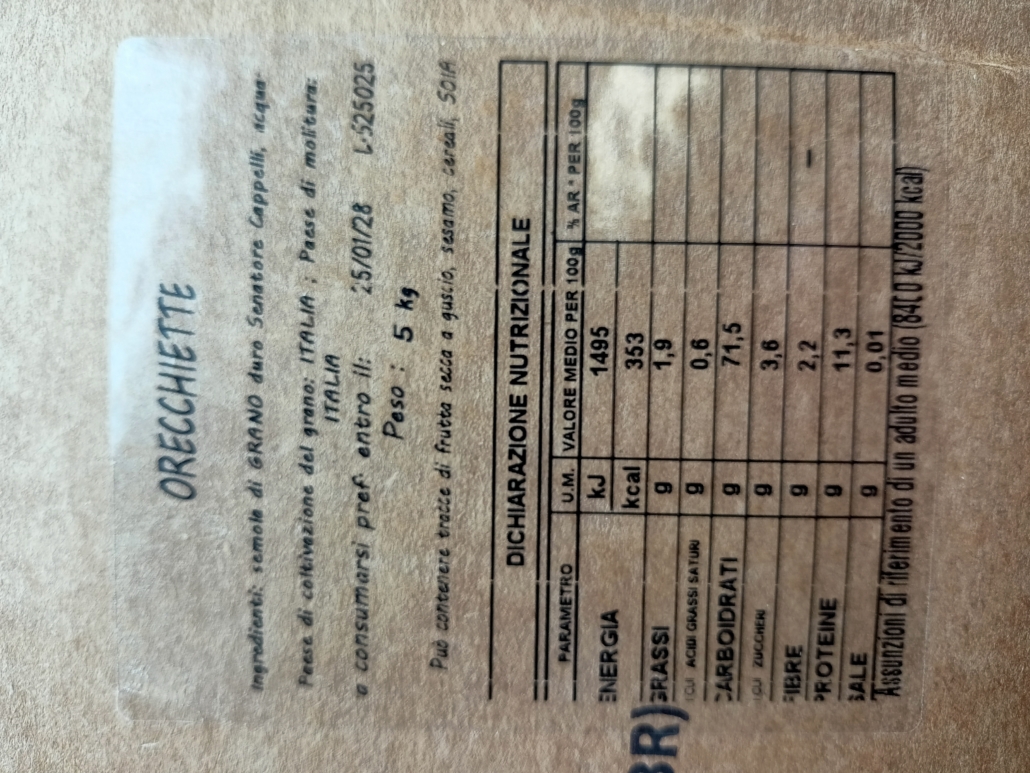 ORECCHIETTE
Ingredienti: semola di GRANO duro Senatore Cappelli, acqua
Paese di coltivazione del grano: ITALIA ; Paese di molitura:
ITALIA
a consumarsi pref. entro il: 25/01/28 L-S25025
Peso : 5 kg
Può contenere tracce di frutta secca a guscio, sesamo, cereali, SOIA
DICHIARAZIONE NUTRIZIONALE
PARAMETRO U.M. VALORE MEDIO PER 100g % AR * PER 100g
ENERGIA kJ 1495
kcal 353
GRASSI g 1,9
ACIDI GRASSI SATURI g 0,6
CARBOIDRATI g 71,5
ZUCCHERI g 3,6
FIBRE g 2,2 –
PROTEINE g 11,3
SALE g 0,01
Assunzioni di riferimento di un adulto medio (8400 kJ/2000 kcal)
BR)